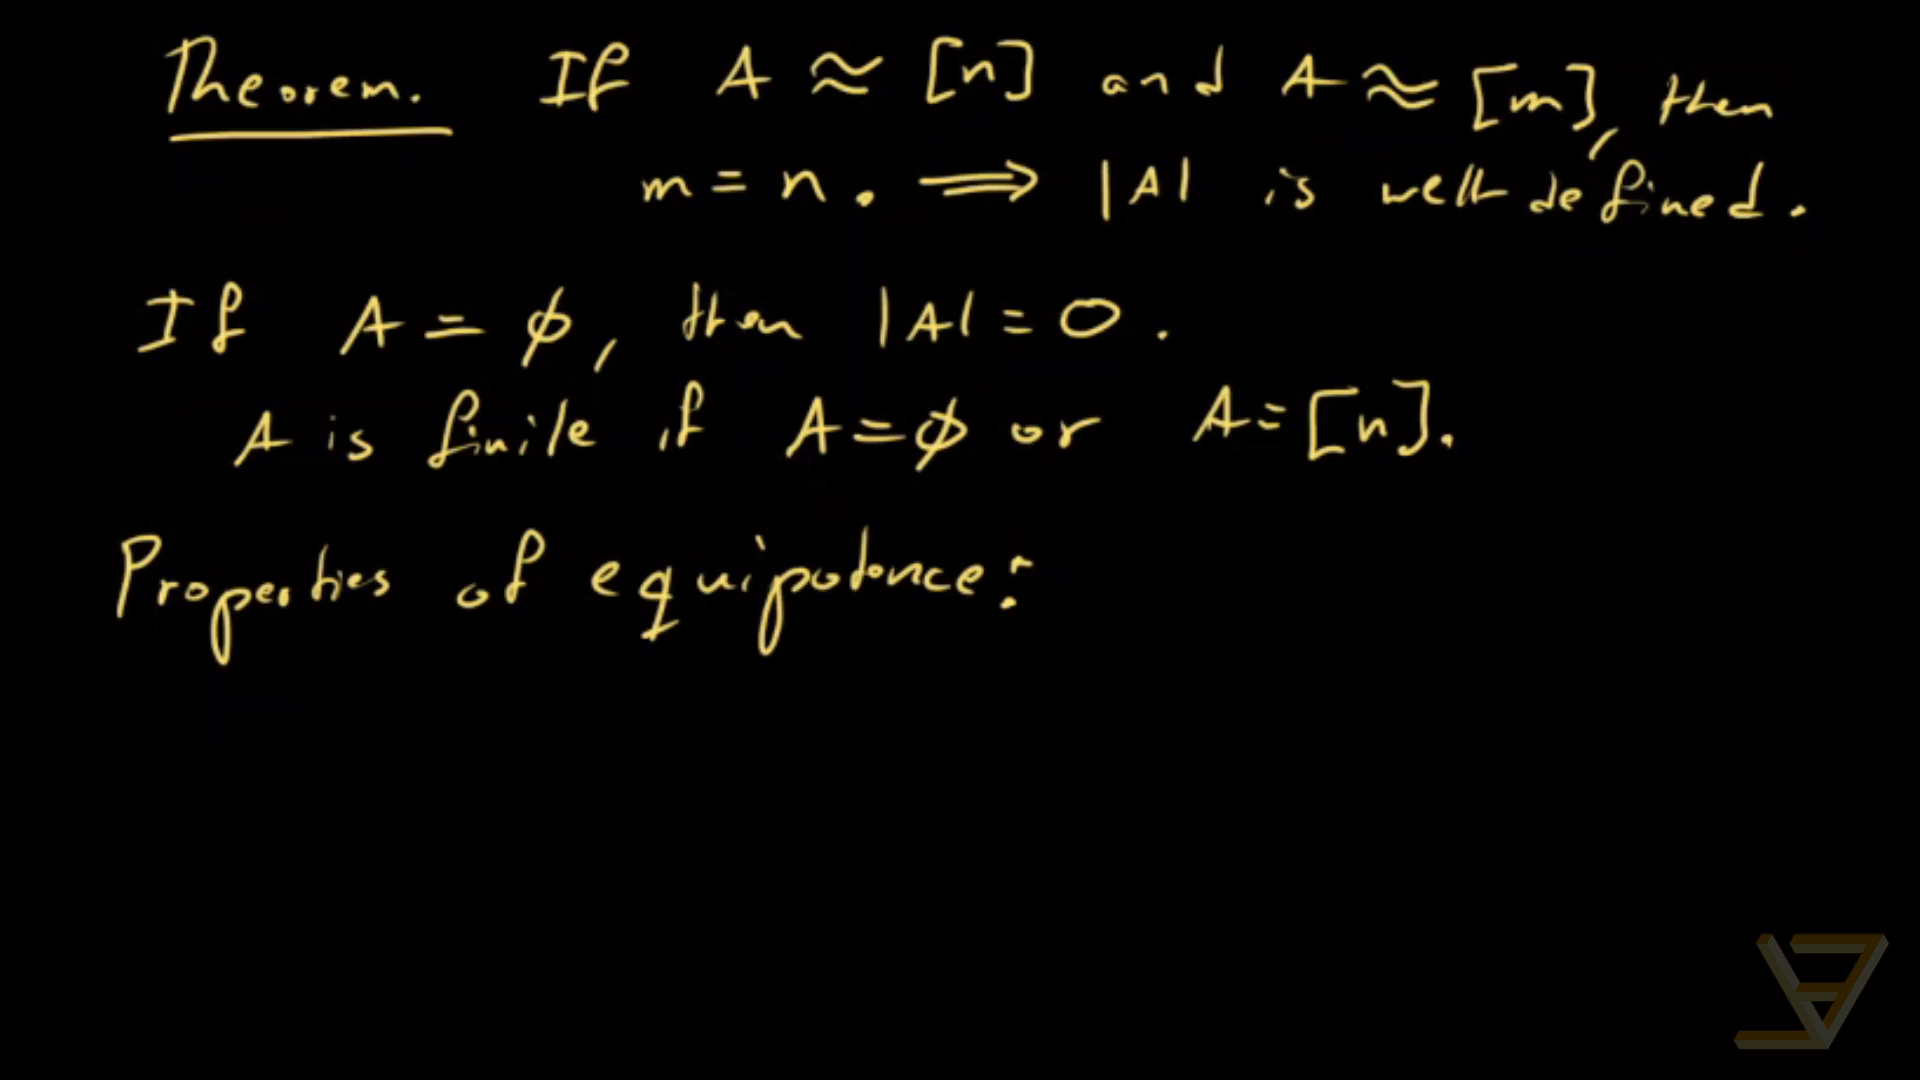 Theorem. If A ≈ [n] and A ≈ [m], then
m = n. ⟹ |A| is well defined.
If A = ϕ, then |A| = 0.
A is finite if A = ϕ or A = [n].
Properties of equipotence: